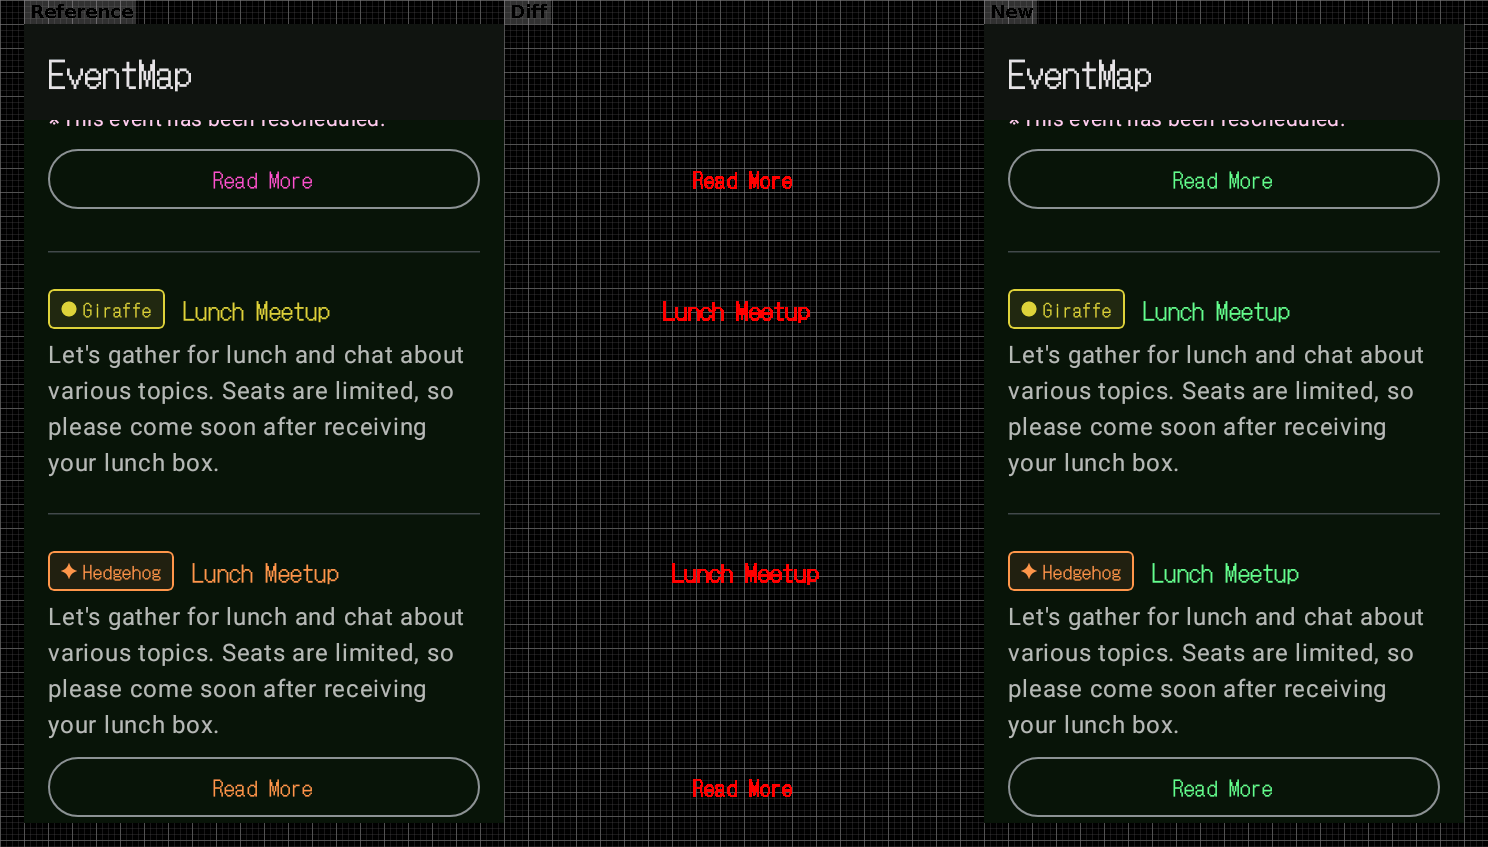 Reference
Diff
New
EventMap
※ This event has been rescheduled.
Read More
Giraffe
Lunch Meetup
Let's gather for lunch and chat about
various topics. Seats are limited, so
please come soon after receiving
your lunch box.
Hedgehog
Lunch Meetup
Let's gather for lunch and chat about
various topics. Seats are limited, so
please come soon after receiving
your lunch box.
Read More
Read More
Lunch Meetup
Lunch Meetup
Read More
EventMap
※ This event has been rescheduled.
Read More
Giraffe
Lunch Meetup
Let's gather for lunch and chat about
various topics. Seats are limited, so
please come soon after receiving
your lunch box.
Hedgehog
Lunch Meetup
Let's gather for lunch and chat about
various topics. Seats are limited, so
please come soon after receiving
your lunch box.
Read More